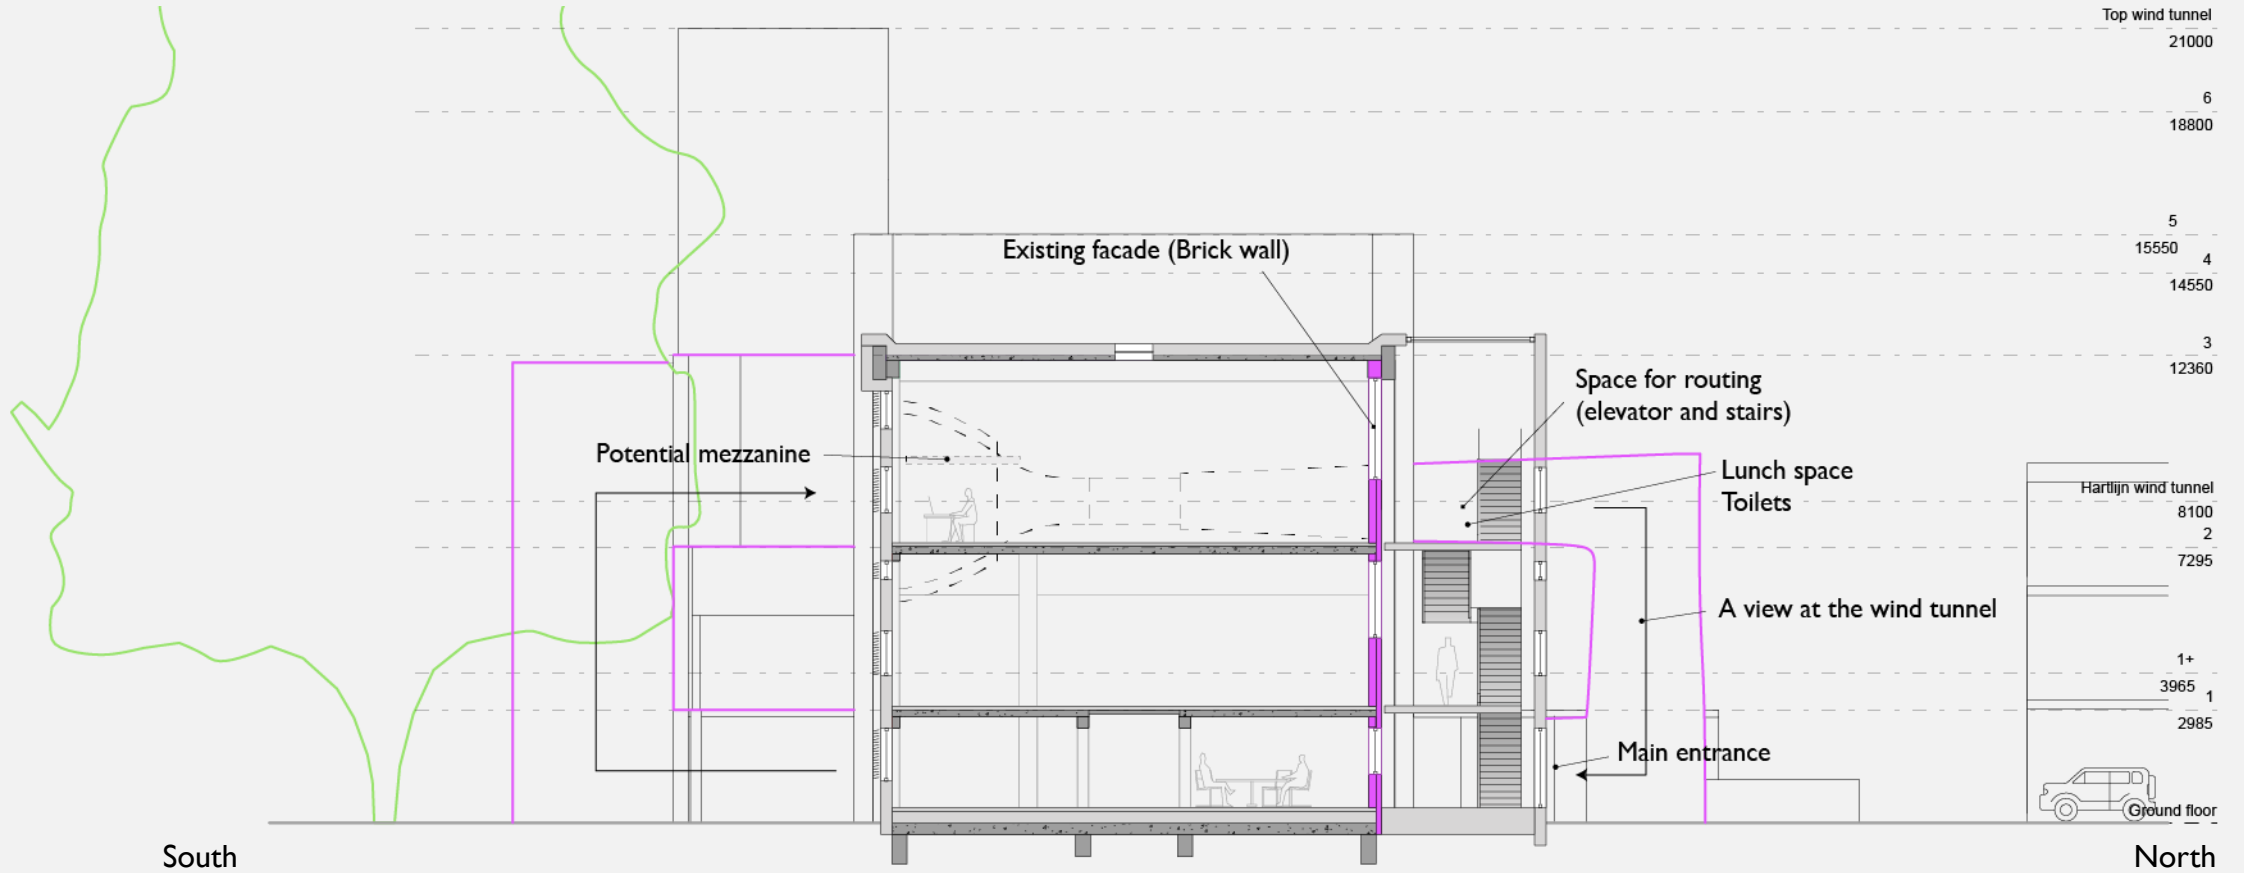 Top wind tunnel
21000
6
18800
5
15550
Existing facade (Brick wall)
4
14550
3
12360
Space for routing
(elevator and stairs)
Potential mezzanine
Lunch space
Toilets
Hartlijn wind tunnel
8100
2
7295
A view at the wind tunnel
1+
3965
1
2985
Main entrance
Ground floor
South
North